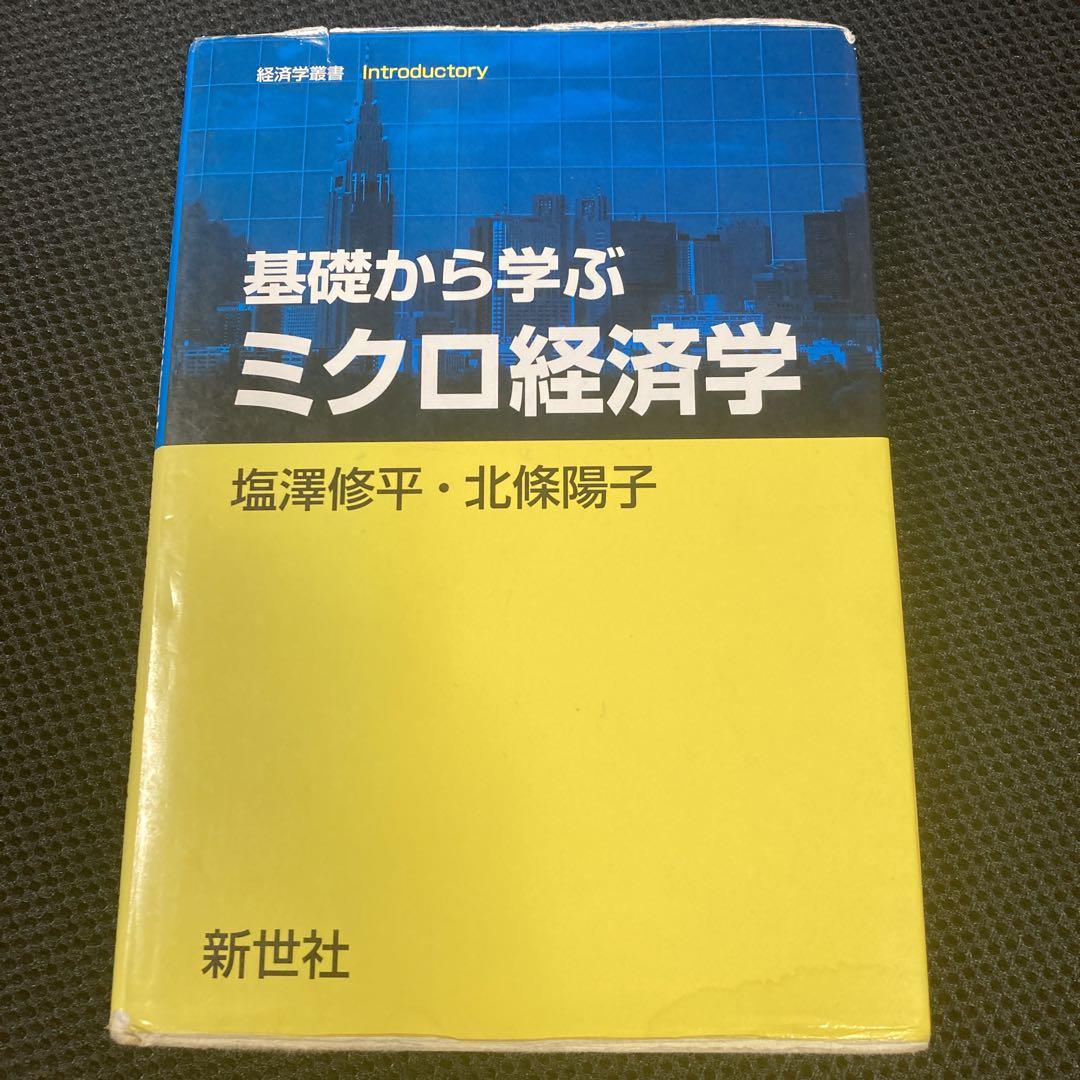 経済学叢書 Introductory
基礎から学ぶ
ミクロ経済学
塩澤修平・北條陽子
新世社